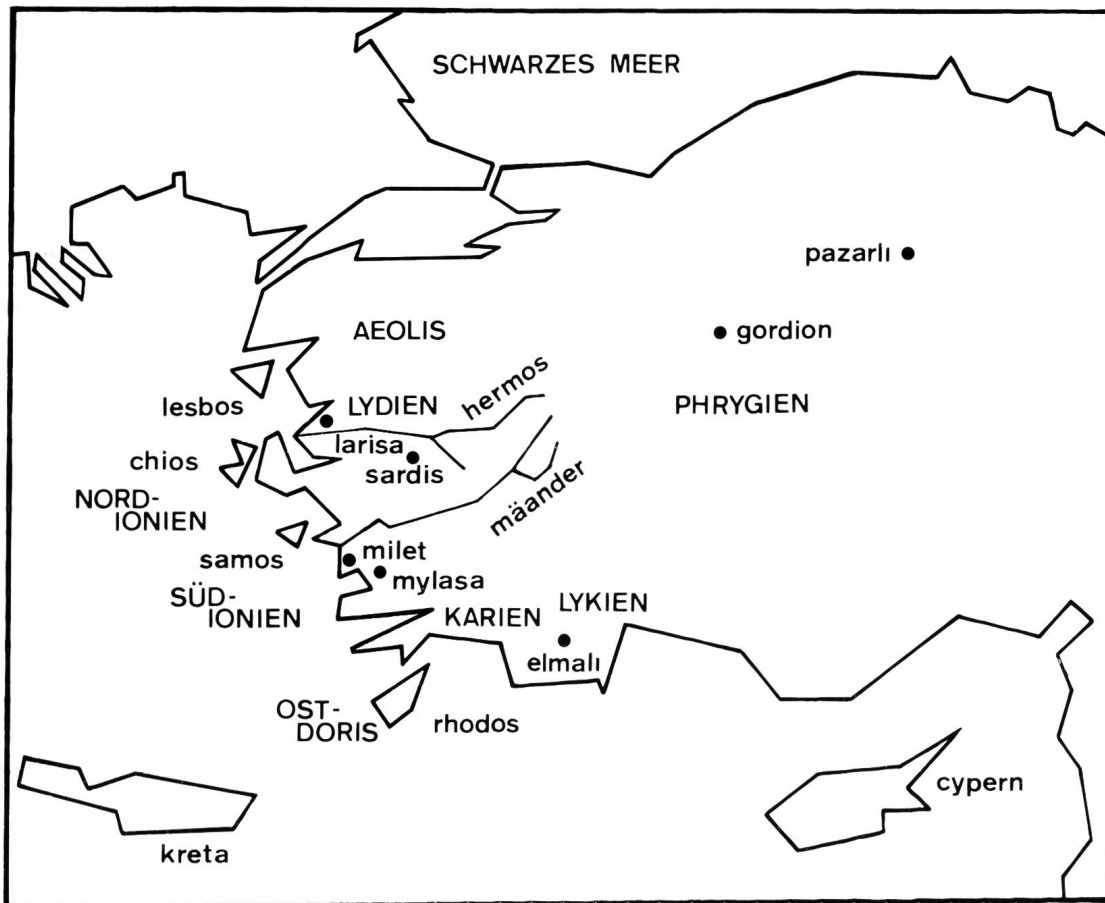 SCHWARZES MEER
pazarlı
gordion
AEOLIS
PHRYGIEN
lesbos
LYDIEN
hermos
larisa
sardis
chios
mäander
NORD-
IONIEN
samos
milet
mylasa
SÜD-
IONIEN
KARIEN
LYKIEN
elmalı
OST-
DORIS
rhodos
cypern
kreta